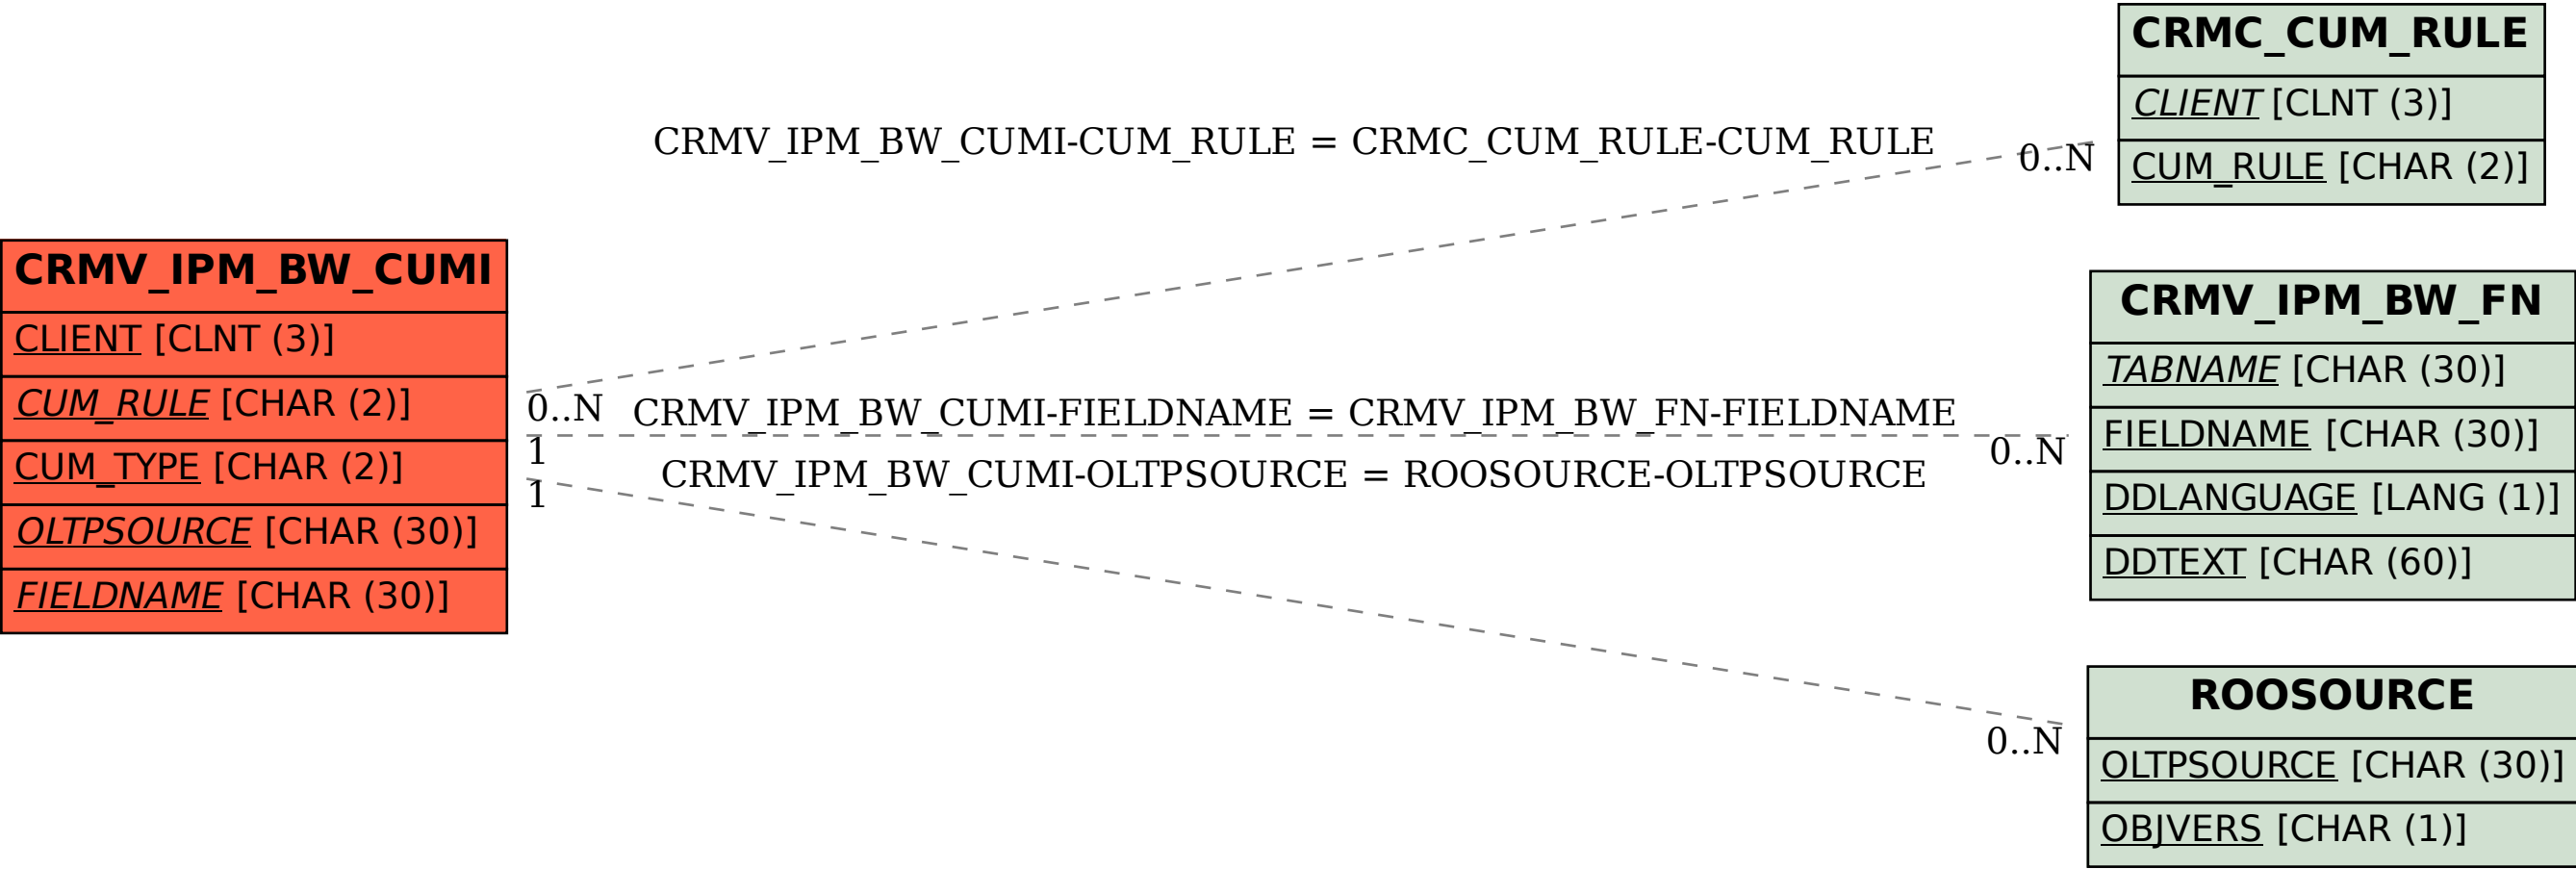 CRMV_IPM_BW_CUMI
CLIENT [CLNT (3)]
CUM_RULE [CHAR (2)]
CUM_TYPE [CHAR (2)]
OLTPSOURCE [CHAR (30)]
FIELDNAME [CHAR (30)]
CRMV_IPM_BW_CUMI-CUM_RULE = CRMC_CUM_RULE-CUM_RULE
0..N
0..N
CRMV_IPM_BW_CUMI-FIELDNAME = CRMV_IPM_BW_FN-FIELDNAME
1
0..N
CRMV_IPM_BW_CUMI-OLTPSOURCE = ROOSOURCE-OLTPSOURCE
1
0..N
CRMC_CUM_RULE
CLIENT [CLNT (3)]
CUM_RULE [CHAR (2)]
CRMV_IPM_BW_FN
TABNAME [CHAR (30)]
FIELDNAME [CHAR (30)]
DDLANGUAGE [LANG (1)]
DDTEXT [CHAR (60)]
ROOSOURCE
OLTPSOURCE [CHAR (30)]
OBJVERS [CHAR (1)]